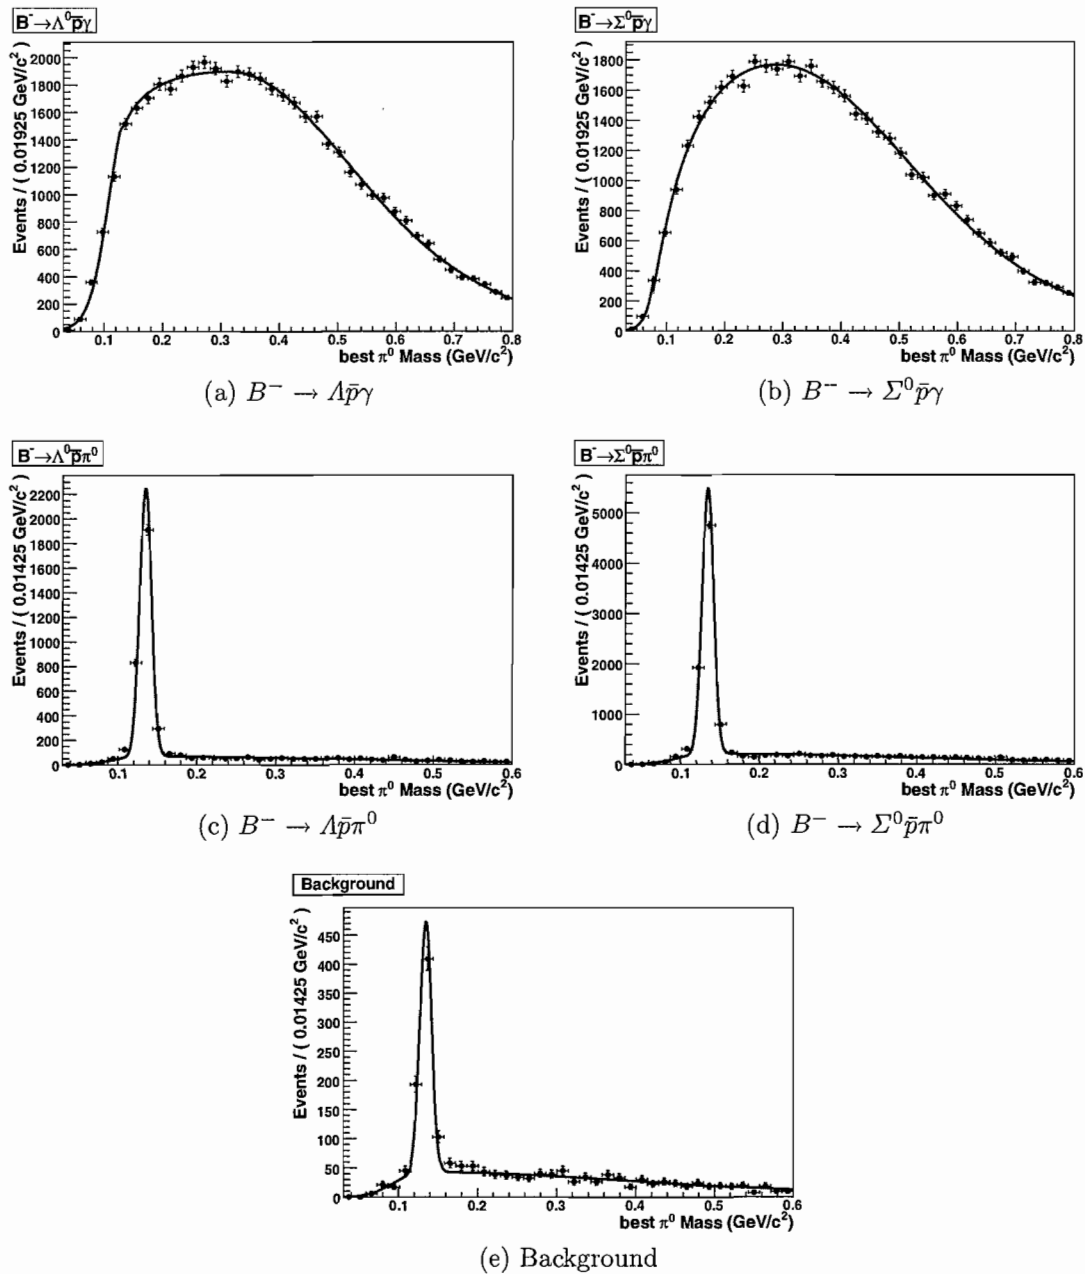 B⁻→Λ⁰p̅γ
Events / ( 0.01925 GeV/c² )
2000
1800
1600
1400
1200
1000
800
600
400
200
0
0.1 0.2 0.3 0.4 0.5 0.6 0.7 0.8
best π⁰ Mass (GeV/c²)
(a) B⁻ → Λp̄γ
B⁻→Σ⁰p̅γ
Events / ( 0.01925 GeV/c² )
1800
1600
1400
1200
1000
800
600
400
200
0
0.1 0.2 0.3 0.4 0.5 0.6 0.7 0.8
best π⁰ Mass (GeV/c²)
(b) B⁻ → Σ⁰p̄γ
B⁻→Λ⁰p̅π⁰
Events / ( 0.01425 GeV/c² )
2200
2000
1800
1600
1400
1200
1000
800
600
400
200
0
0.1 0.2 0.3 0.4 0.5 0.6
best π⁰ Mass (GeV/c²)
(c) B⁻ → Λp̄π⁰
B⁻→Σ⁰p̅π⁰
Events / ( 0.01425 GeV/c² )
5000
4000
3000
2000
1000
0
0.1 0.2 0.3 0.4 0.5 0.6
best π⁰ Mass (GeV/c²)
(d) B⁻ → Σ⁰p̄π⁰
Background
Events / ( 0.01425 GeV/c² )
450
400
350
300
250
200
150
100
50
0
0.1 0.2 0.3 0.4 0.5 0.6
best π⁰ Mass (GeV/c²)
(e) Background